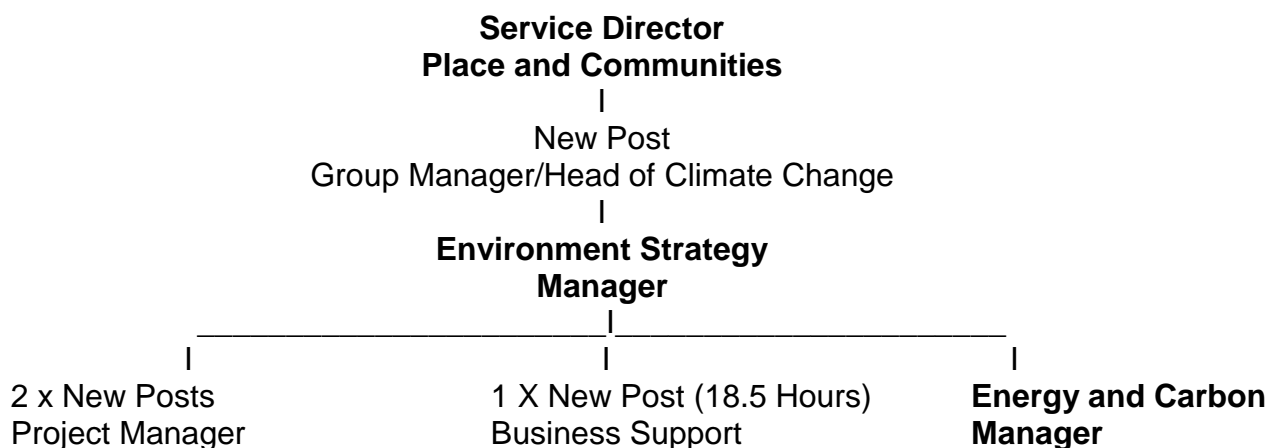 Service Director
Place and Communities
I
New Post
Group Manager/Head of Climate Change
I
Environment Strategy
Manager
_______________________I______________________
I I I
2 x New Posts 1 X New Post (18.5 Hours) Energy and Carbon
Project Manager Business Support Manager